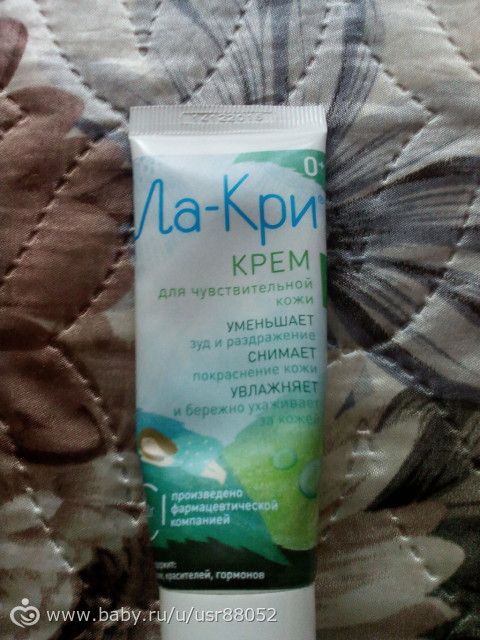 0+
Ла-Кри®
КРЕМ
для чувствительной
кожи
УМЕНЬШАЕТ
зуд и раздражение
СНИМАЕТ
покраснение кожи
УВЛАЖНЯЕТ
и бережно ухаживает
за кожей
произведено
фармацевтической
компанией
красителей, гормонов
www.baby.ru/u/usr88052